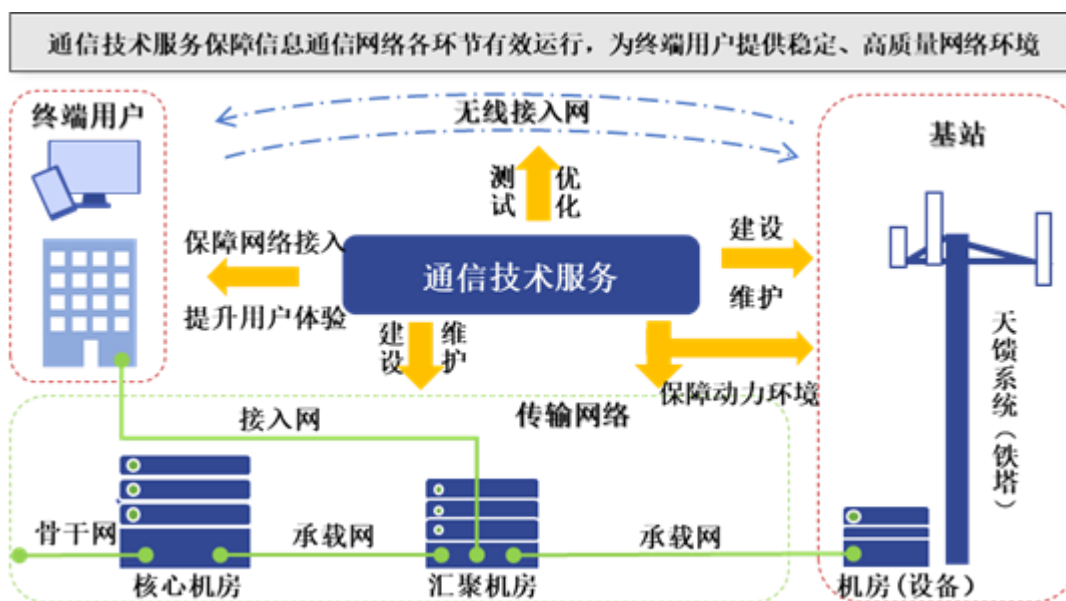 通信技术服务保障信息通信网络各环节有效运行，为终端用户提供稳定、高质量网络环境
终端用户
无线接入网
基站
测试
优化
保障网络接入
提升用户体验
通信技术服务
建设
维护
建设
维护
保障动力环境
天馈系统（铁塔）
接入网
传输网络
骨干网
承载网
承载网
核心机房
汇聚机房
机房(设备）